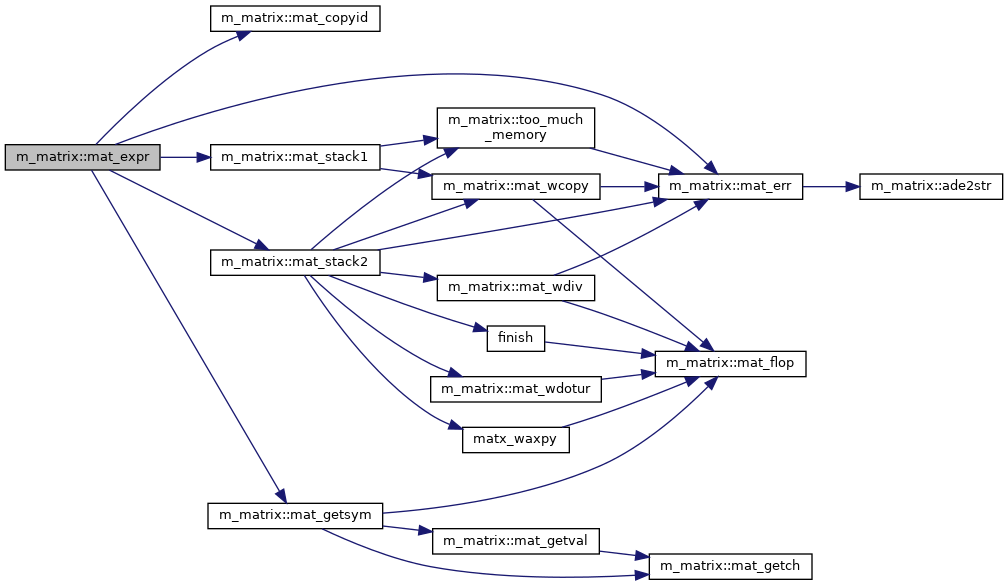 m_matrix::mat_copyid
m_matrix::too_much
_memory
m_matrix::mat_expr
m_matrix::mat_stack1
m_matrix::mat_wcopy
m_matrix::mat_err
m_matrix::ade2str
m_matrix::mat_stack2
m_matrix::mat_wdiv
finish
m_matrix::mat_flop
m_matrix::mat_wdotur
matx_waxpy
m_matrix::mat_getsym
m_matrix::mat_getval
m_matrix::mat_getch